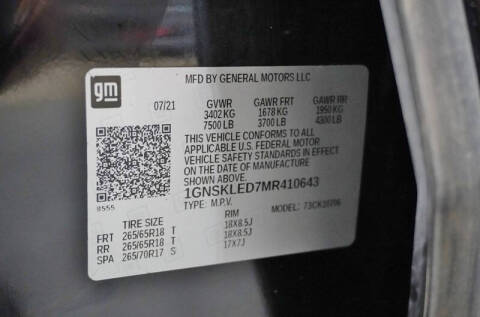 gm
MFD BY GENERAL MOTORS LLC
07/21 GVWR GAWR FRT GAWR RR
3402 KG 1678 KG 1950 KG
7500 LB 3700 LB 4300 LB
THIS VEHICLE CONFORMS TO ALL
APPLICABLE U.S. FEDERAL MOTOR
VEHICLE SAFETY STANDARDS IN EFFECT
ON THE DATE OF MANUFACTURE SHOWN ABOVE.
1GNSKLED7MR410643
TYPE: M.P.V. MODEL: 73CK10706
TIRE SIZE RIM
FRT 265/65R18 T 18X8.5J
RR 265/65R18 T 18X8.5J
SPA 265/70R17 S 17X7J